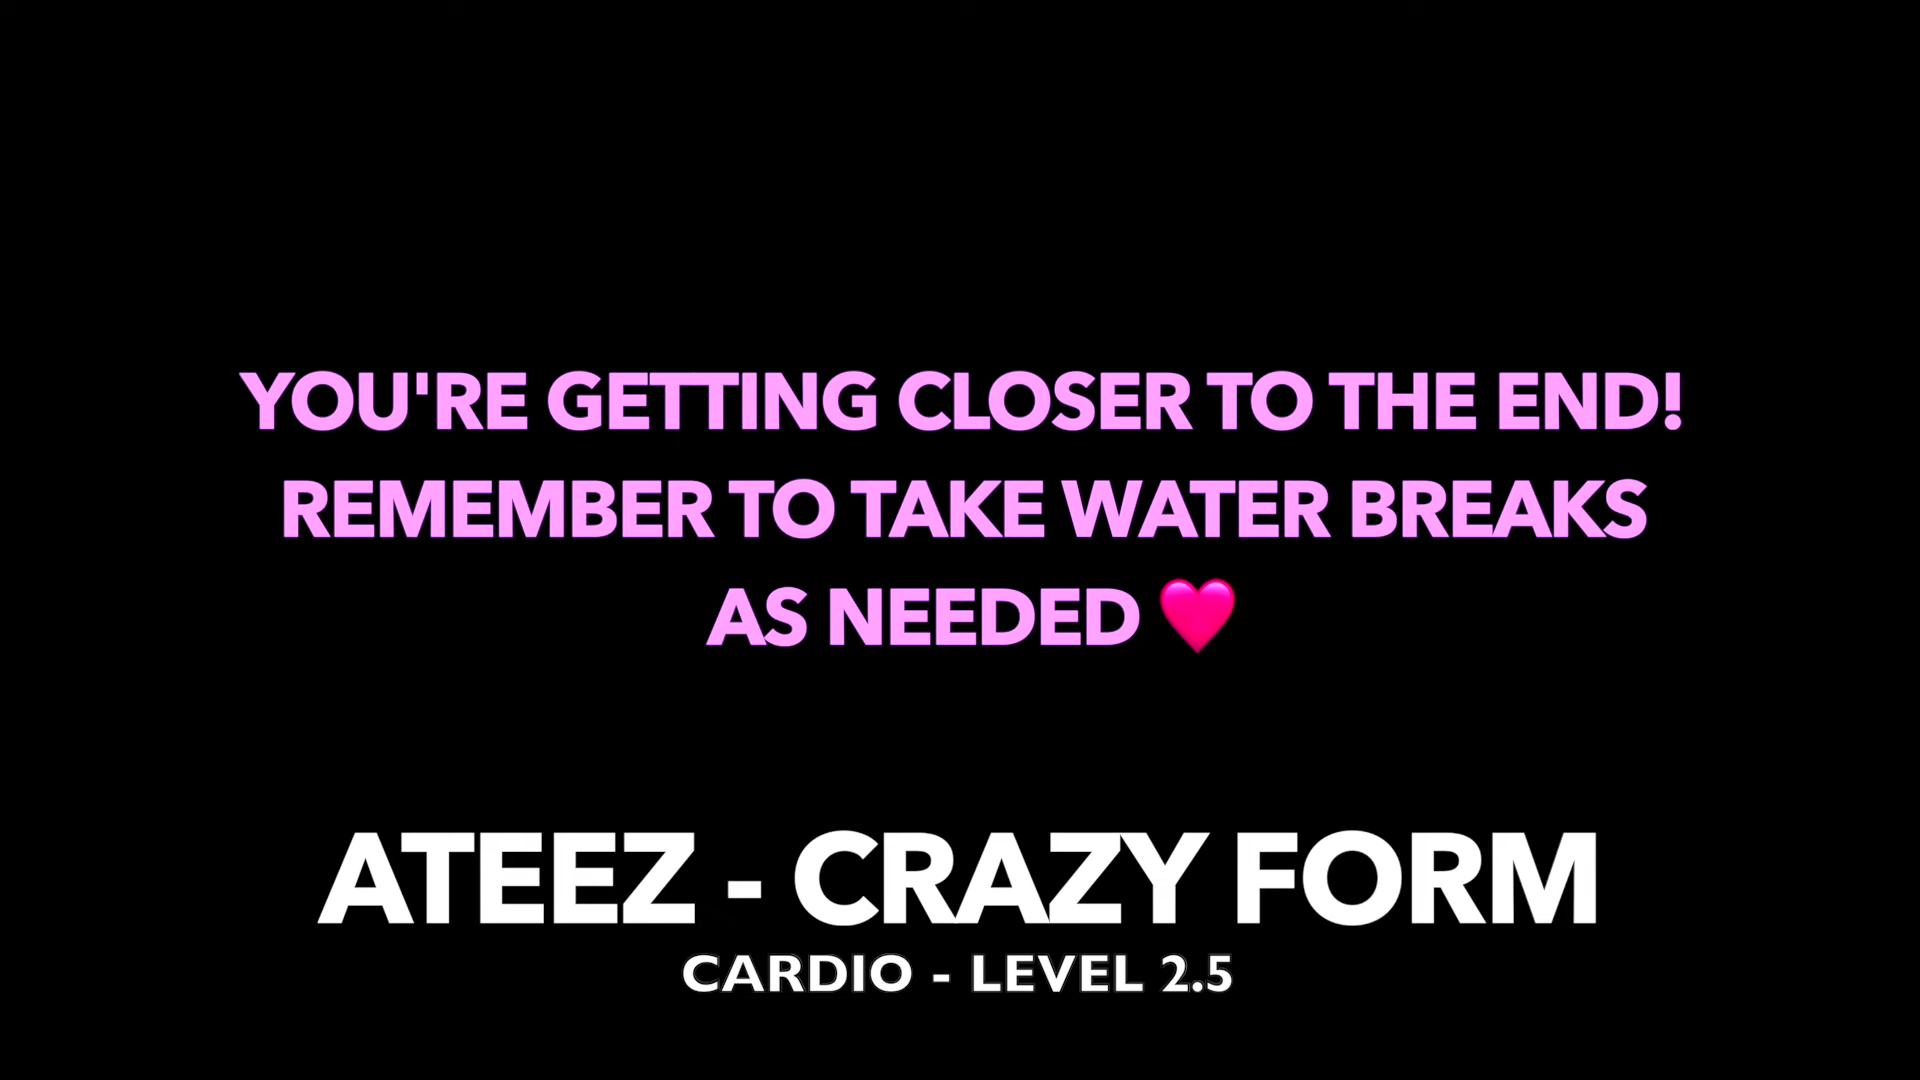 YOU'RE GETTING CLOSER TO THE END!
REMEMBER TO TAKE WATER BREAKS
AS NEEDED 🩷
ATEEZ - CRAZY FORM
CARDIO - LEVEL 2.5